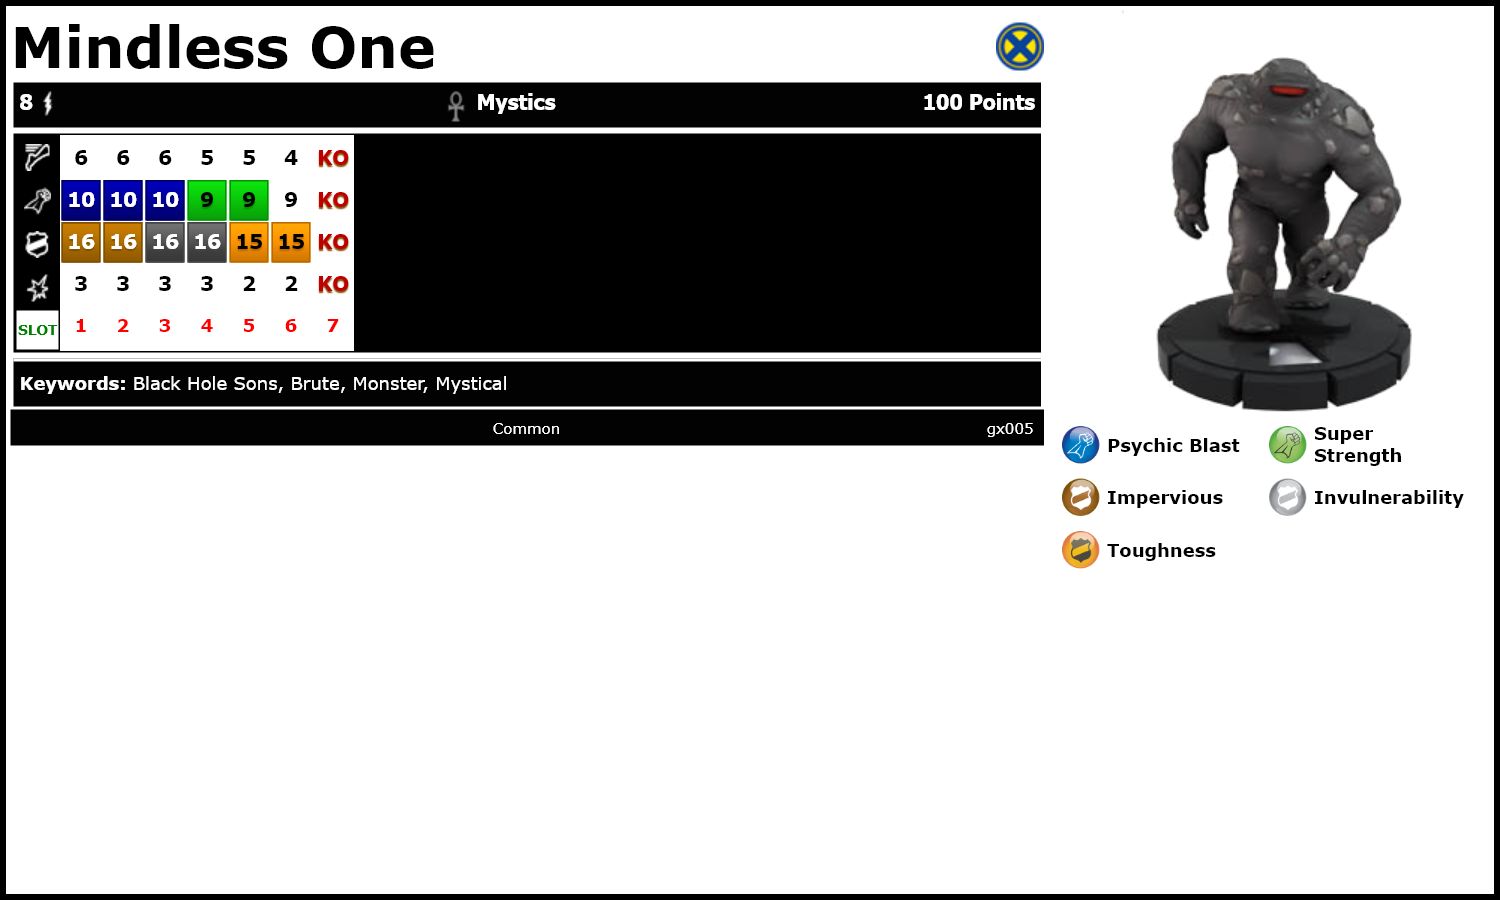 Mindless One
8 Mystics 100 Points
6 6 6 5 5 4 KO
10 10 10 9 9 9 KO
16 16 16 16 15 15 KO
3 3 3 3 2 2 KO
SLOT 1 2 3 4 5 6 7
Keywords: Black Hole Sons, Brute, Monster, Mystical
Common gx005
Psychic Blast
Super
Strength
Impervious
Invulnerability
Toughness